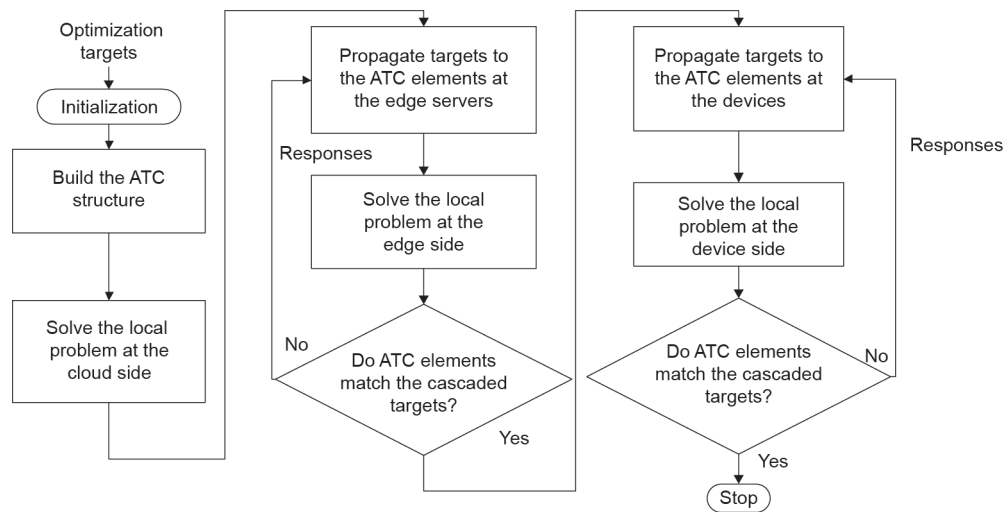 Optimization
targets
Initialization
Build the ATC
structure
Solve the local
problem at the
cloud side
Propagate targets to
the ATC elements at
the edge servers
Responses
Solve the local
problem at the
edge side
No
Do ATC elements
match the cascaded
targets?
Yes
Propagate targets to
the ATC elements at
the devices
Responses
Solve the local
problem at the
device side
Do ATC elements
match the cascaded
targets?
No
Yes
Stop